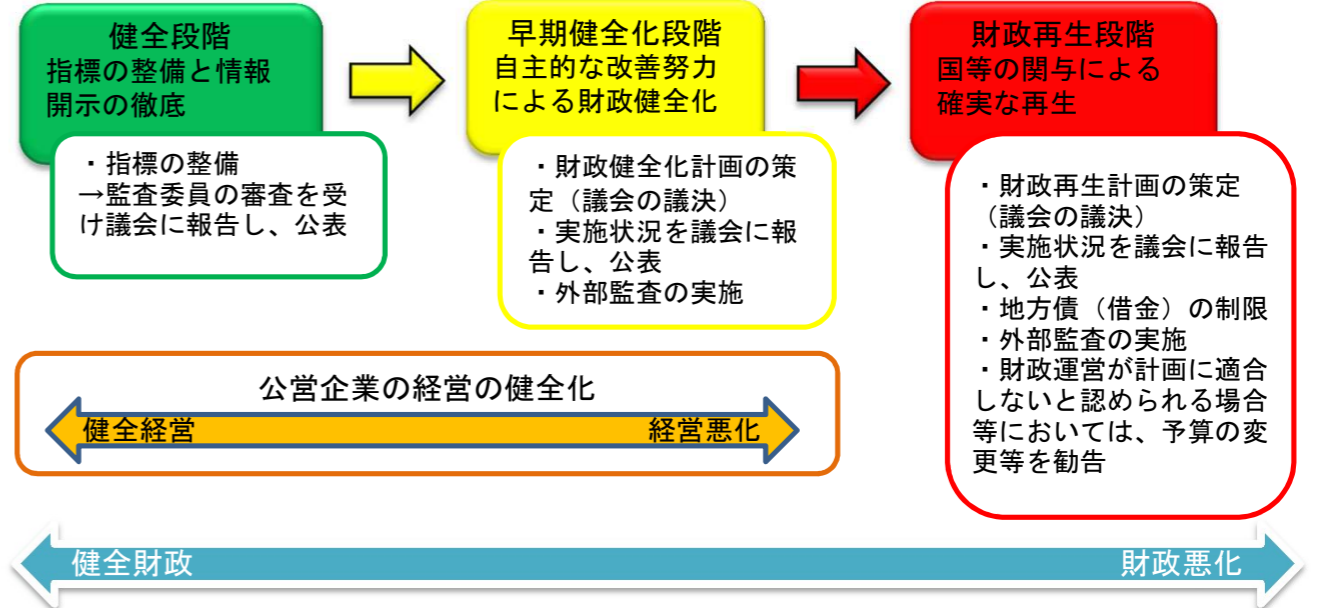 健全段階
指標の整備と情報
開示の徹底
・指標の整備
→監査委員の審査を受
け議会に報告し、公表
早期健全化段階
自主的な改善努力
による財政健全化
・財政健全化計画の策
定（議会の議決）
・実施状況を議会に報
告し、公表
・外部監査の実施
財政再生段階
国等の関与による
確実な再生
・財政再生計画の策定
（議会の議決）
・実施状況を議会に報告
し、公表
・地方債（借金）の制限
・外部監査の実施
・財政運営が計画に適合
しないと認められる場合
等においては、予算の変
更等を勧告
公営企業の経営の健全化
健全経営 経営悪化
健全財政 財政悪化